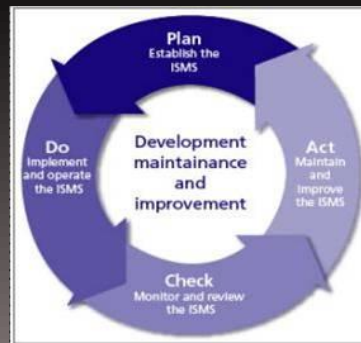 Plan
Establish the
ISMS
Do
Implement
and operate
the ISMS
Development
maintainance
and
improvement
Act
Maintain
and
improve
the ISMS
Check
Monitor and review
the ISMS